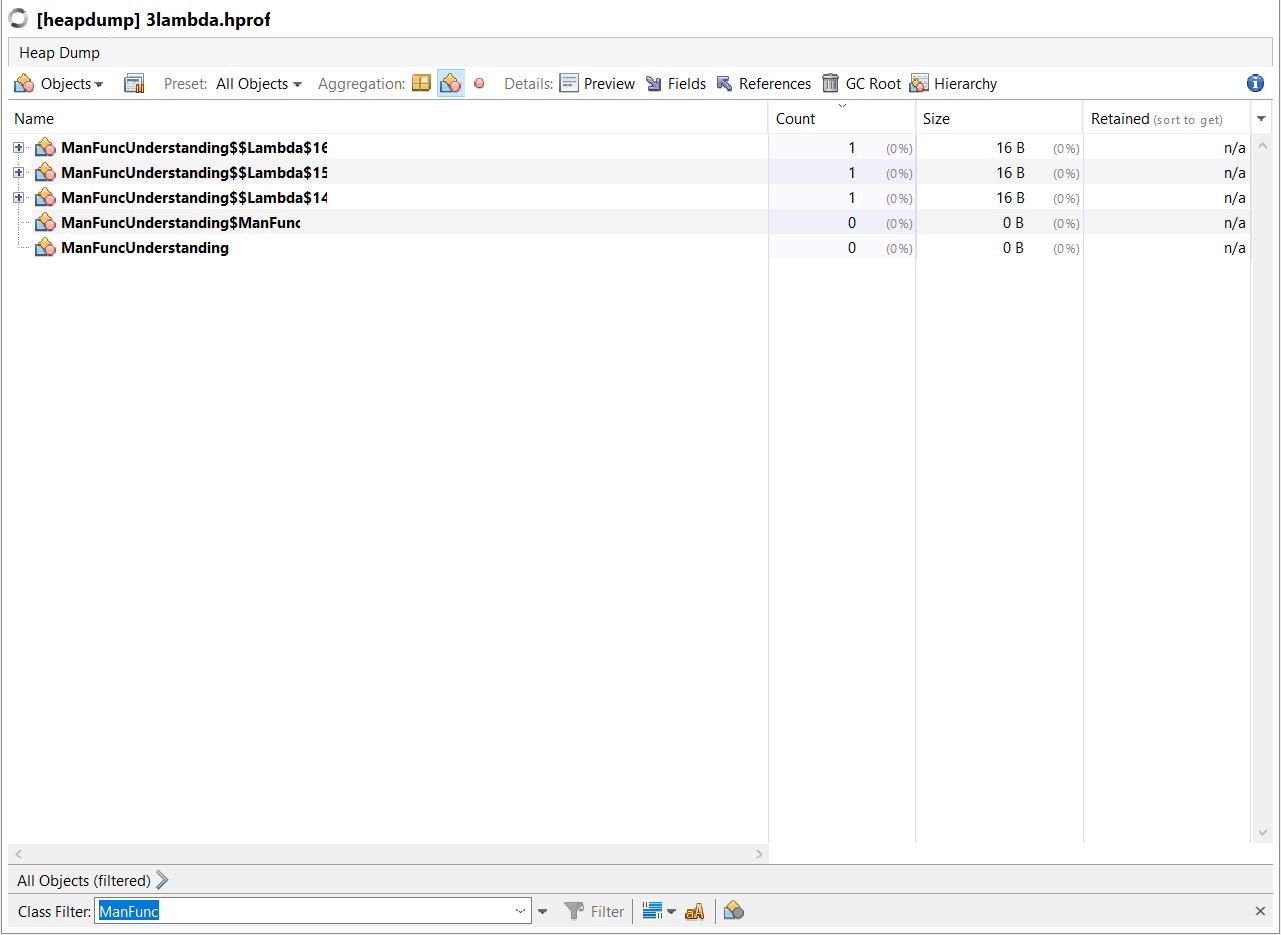 [heapdump] 3lambda.hprof
Heap Dump
Objects Preset: All Objects Aggregation: Details: Preview Fields References GC Root Hierarchy
Name Count Size Retained (sort to get)
ManFuncUnderstanding$$Lambda$16 1 (0%) 16 B (0%) n/a
ManFuncUnderstanding$$Lambda$15 1 (0%) 16 B (0%) n/a
ManFuncUnderstanding$$Lambda$14 1 (0%) 16 B (0%) n/a
ManFuncUnderstanding$ManFunc 0 (0%) 0 B (0%) n/a
ManFuncUnderstanding 0 (0%) 0 B (0%) n/a
All Objects (filtered)
Class Filter: ManFunc Filter